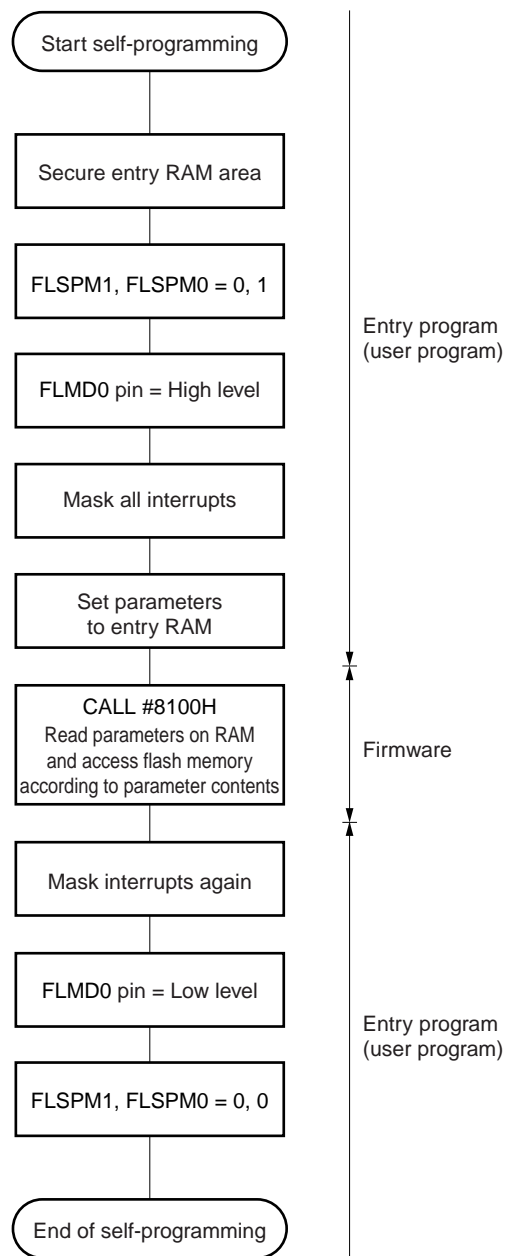 Start self-programming
Secure entry RAM area
FLSPM1, FLSPM0 = 0, 1
Entry program
(user program)
FLMD0 pin = High level
Mask all interrupts
Set parameters
to entry RAM
CALL #8100H
Read parameters on RAM
and access flash memory
according to parameter contents
Firmware
Mask interrupts again
FLMD0 pin = Low level
Entry program
(user program)
FLSPM1, FLSPM0 = 0, 0
End of self-programming